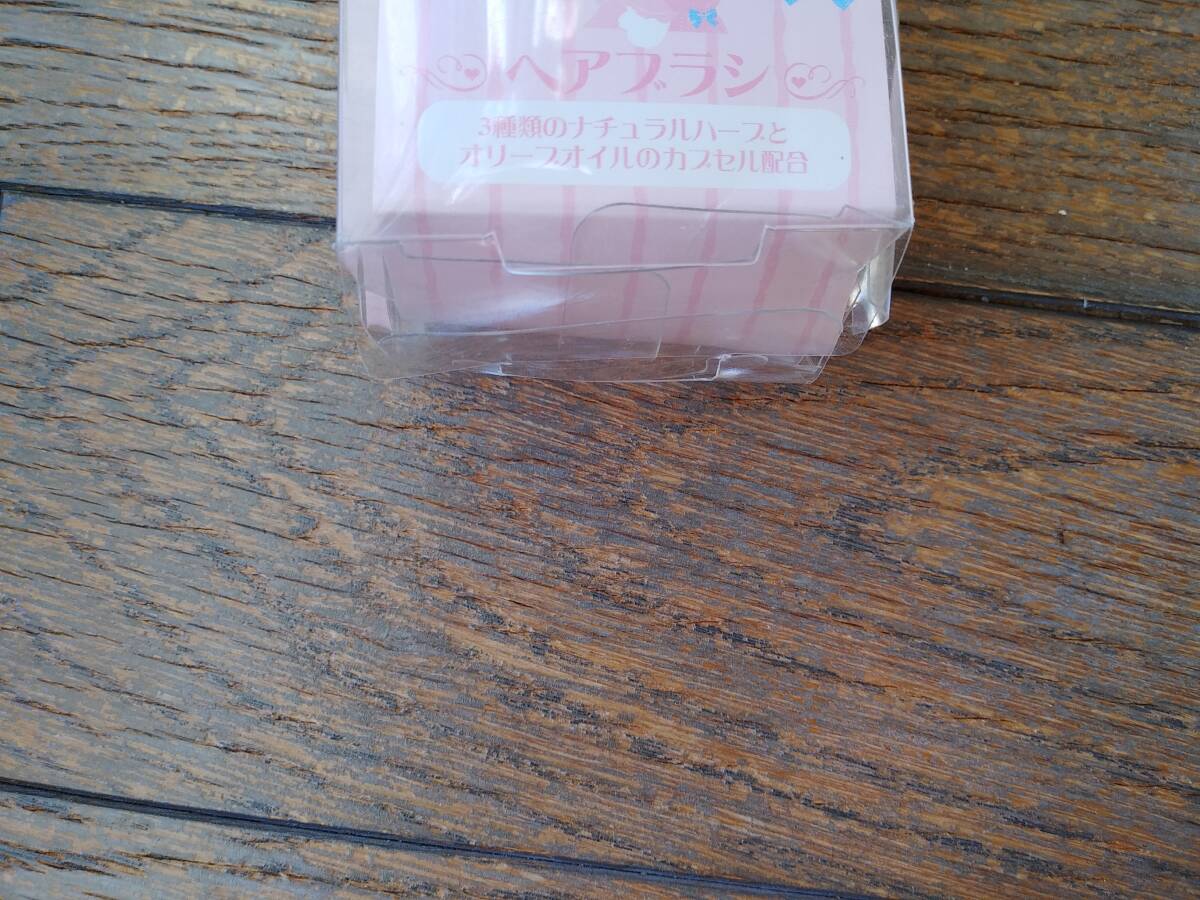 ヘアブラシ
3種類のナチュラルハーブと
オリーブオイルのカプセル配合